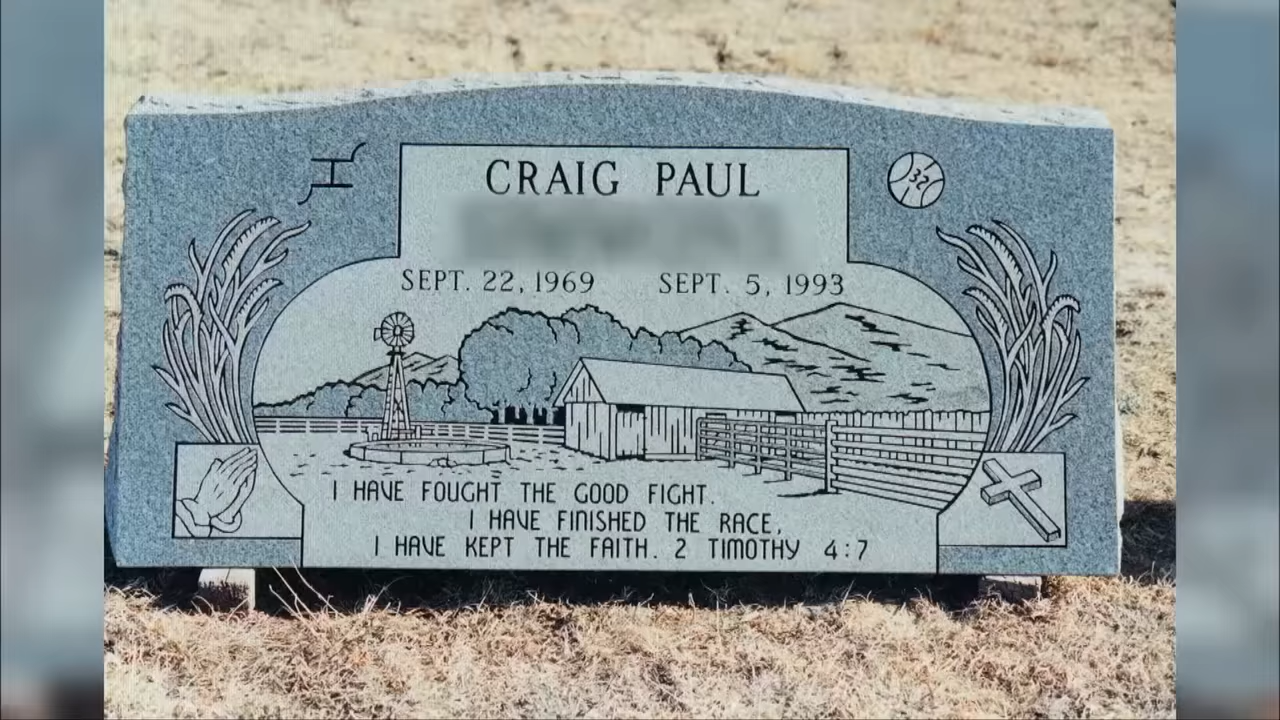 CRAIG PAUL
32
SEPT. 22, 1969 SEPT. 5, 1993
I HAVE FOUGHT THE GOOD FIGHT.
I HAVE FINISHED THE RACE,
I HAVE KEPT THE FAITH. 2 TIMOTHY 4:7